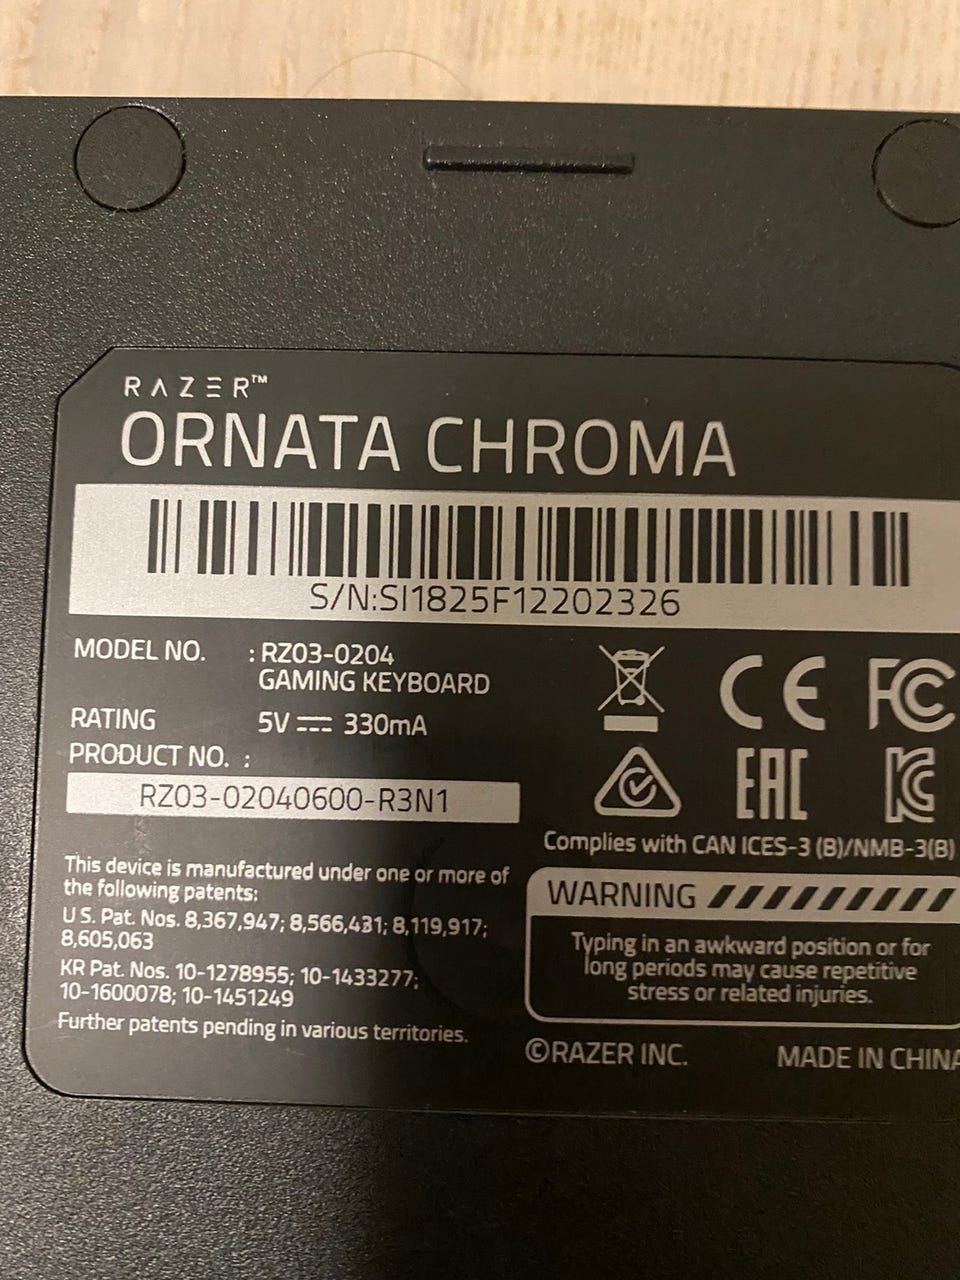 RAZER™
ORNATA CHROMA
S/N:SI1825F12202326
MODEL NO. : RZ03-0204
GAMING KEYBOARD
RATING 5V ⎓ 330mA
PRODUCT NO. :
RZ03-02040600-R3N1
This device is manufactured under one or more of
the following patents:
U S. Pat. Nos. 8,367,947; 8,566,431; 8,119,917;
8,605,063
KR Pat. Nos. 10-1278955; 10-1433277;
10-1600078; 10-1451249
Further patents pending in various territories.
CE FC
EAC KC
Complies with CAN ICES-3 (B)/NMB-3(B)
WARNING
Typing in an awkward position or for
long periods may cause repetitive
stress or related injuries.
©RAZER INC. MADE IN CHINA